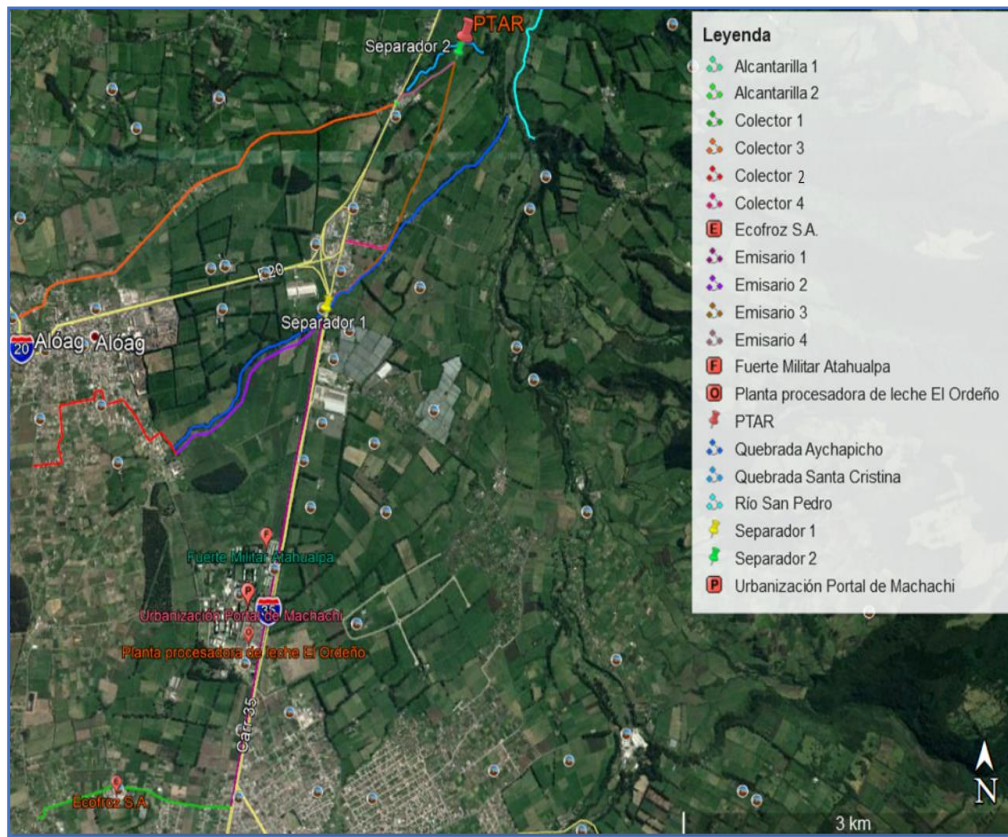 PTAR
Separador 2
E20
Separador 1
20
Alóag
Alóag
Fuerte Militar Atahualpa
P
Urbanización Portal de Machachi
35
Planta procesadora de leche El Ordeño
Carr 35
Ecofroz S.A.
Leyenda
Alcantarilla 1
Alcantarilla 2
Colector 1
Colector 3
Colector 2
Colector 4
E Ecofroz S.A.
Emisario 1
Emisario 2
Emisario 3
Emisario 4
F Fuerte Militar Atahualpa
O Planta procesadora de leche El Ordeño
PTAR
Quebrada Aychapicho
Quebrada Santa Cristina
Río San Pedro
Separador 1
Separador 2
P Urbanización Portal de Machachi
N
3 km